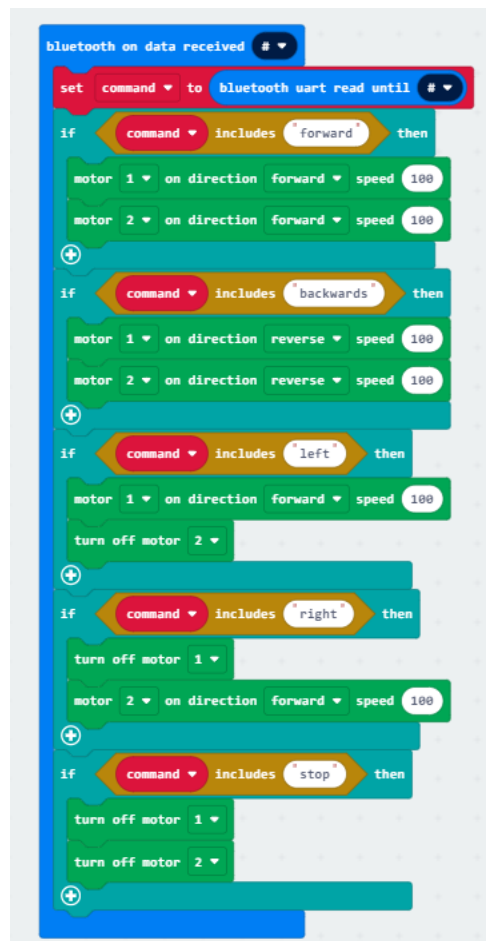 bluetooth on data received #
set command to bluetooth uart read until #
if command includes "forward" then
motor 1 on direction forward speed 100
motor 2 on direction forward speed 100
if command includes "backwards" then
motor 1 on direction reverse speed 100
motor 2 on direction reverse speed 100
if command includes "left" then
motor 1 on direction forward speed 100
turn off motor 2
if command includes "right" then
turn off motor 1
motor 2 on direction forward speed 100
if command includes "stop" then
turn off motor 1
turn off motor 2